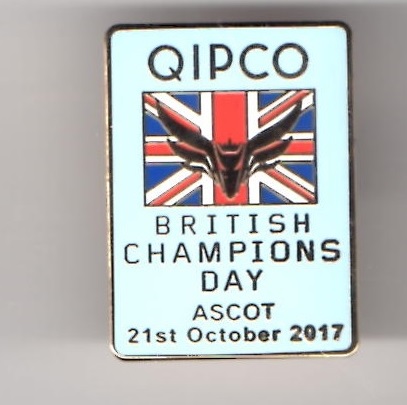 QIPCO
BRITISH
CHAMPIONS
DAY
ASCOT
21st October 2017